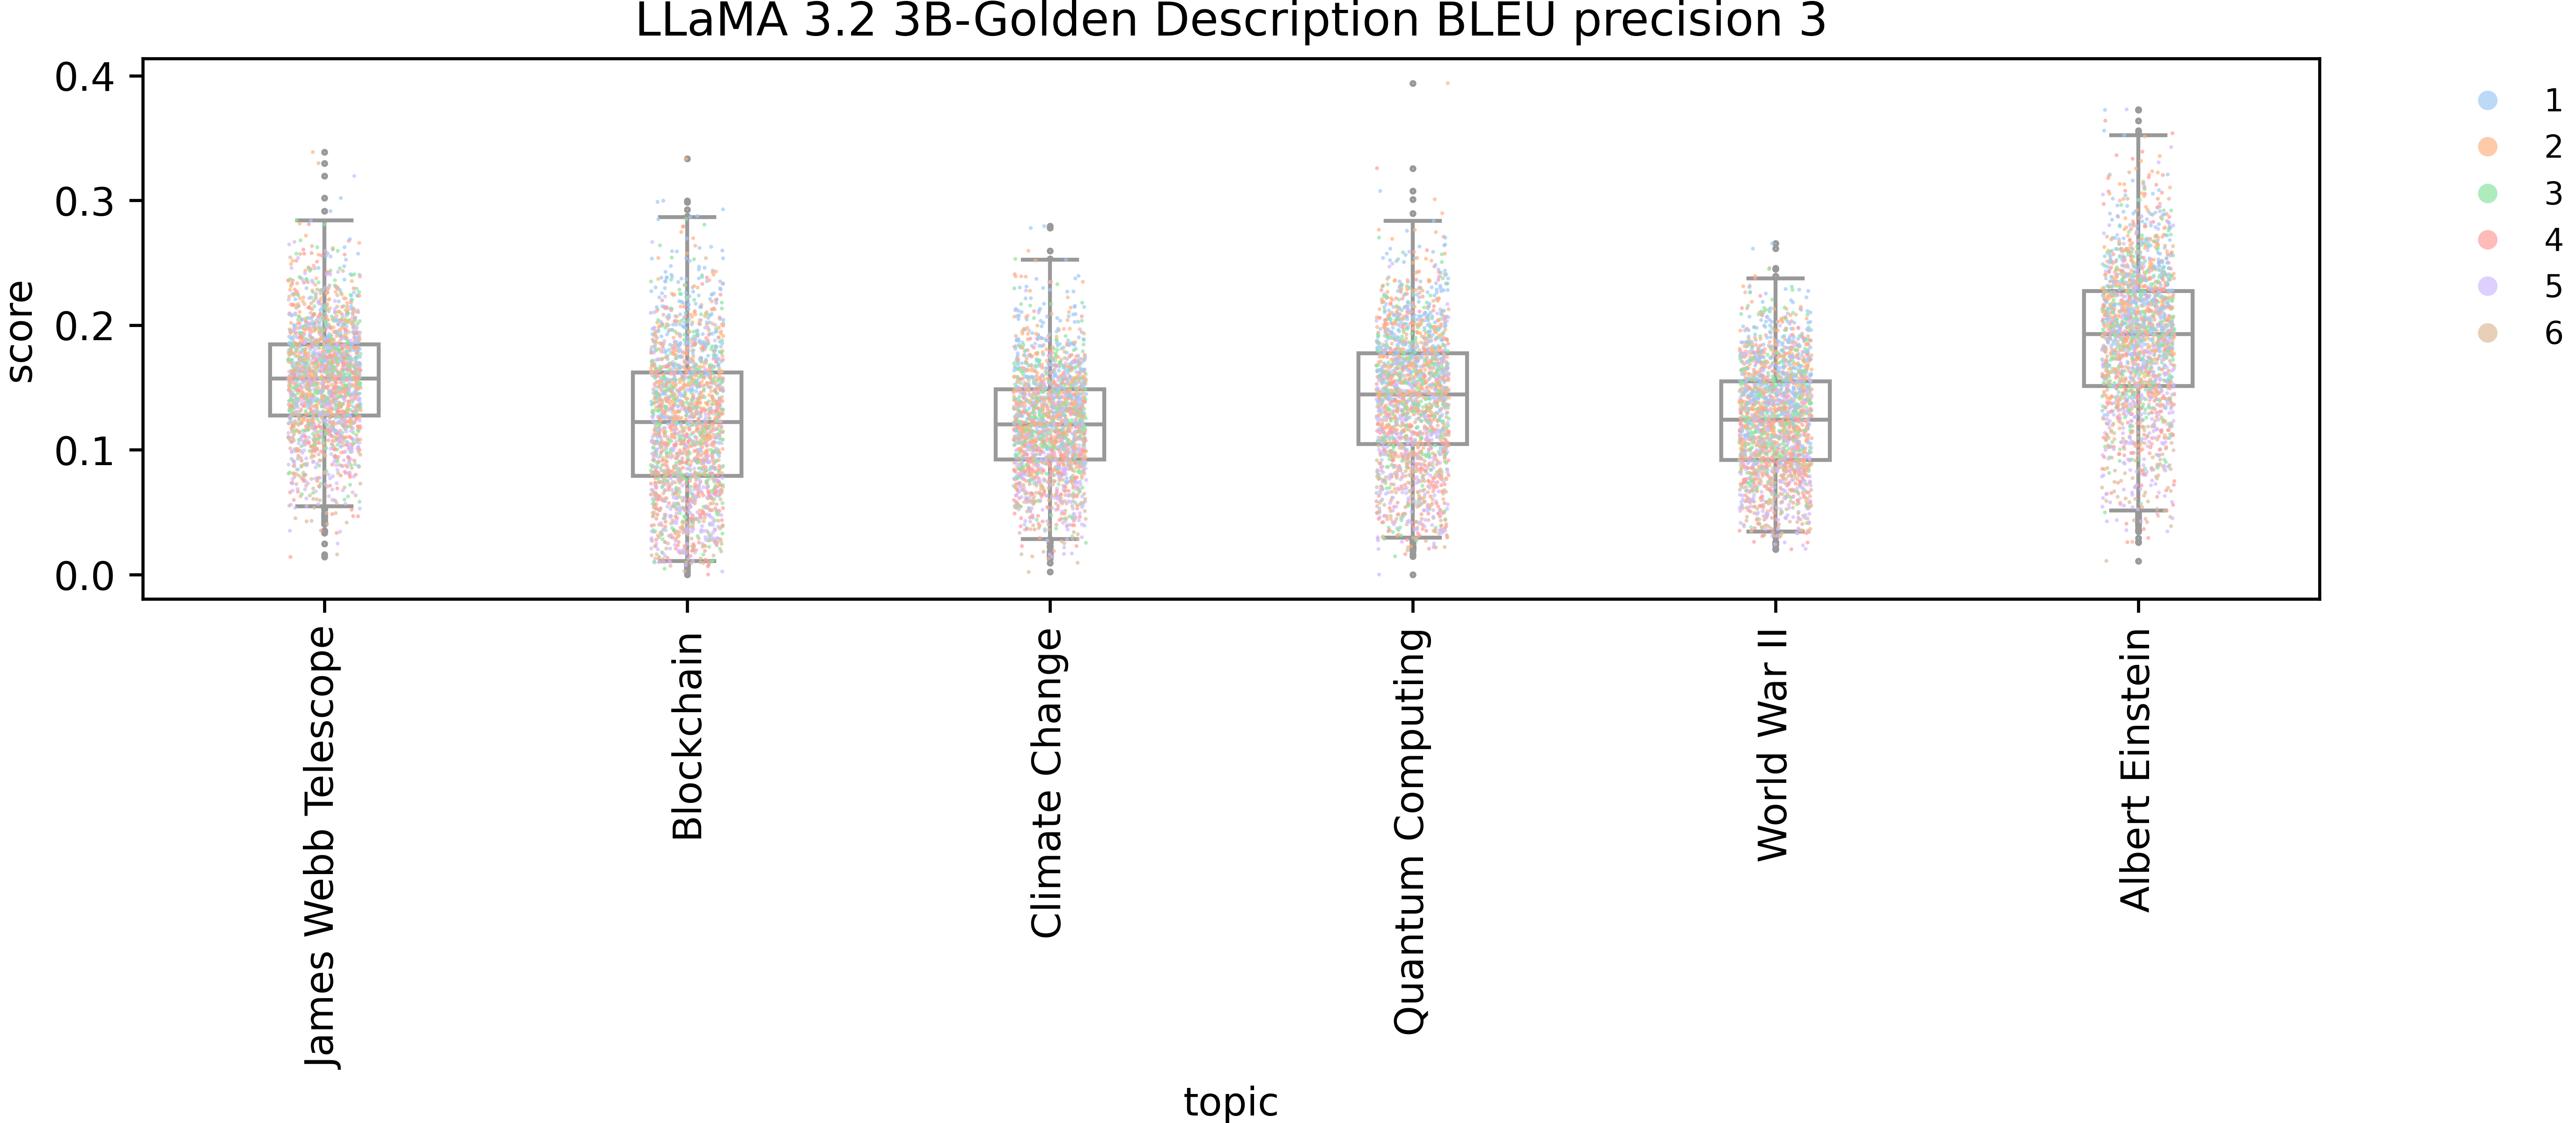 LLaMA 3.2 3B-Golden Description BLEU precision 3
0.4
0.3
0.2
0.1
0.0
score
James Webb Telescope
Blockchain
Climate Change
Quantum Computing
World War II
Albert Einstein
topic
1
2
3
4
5
6